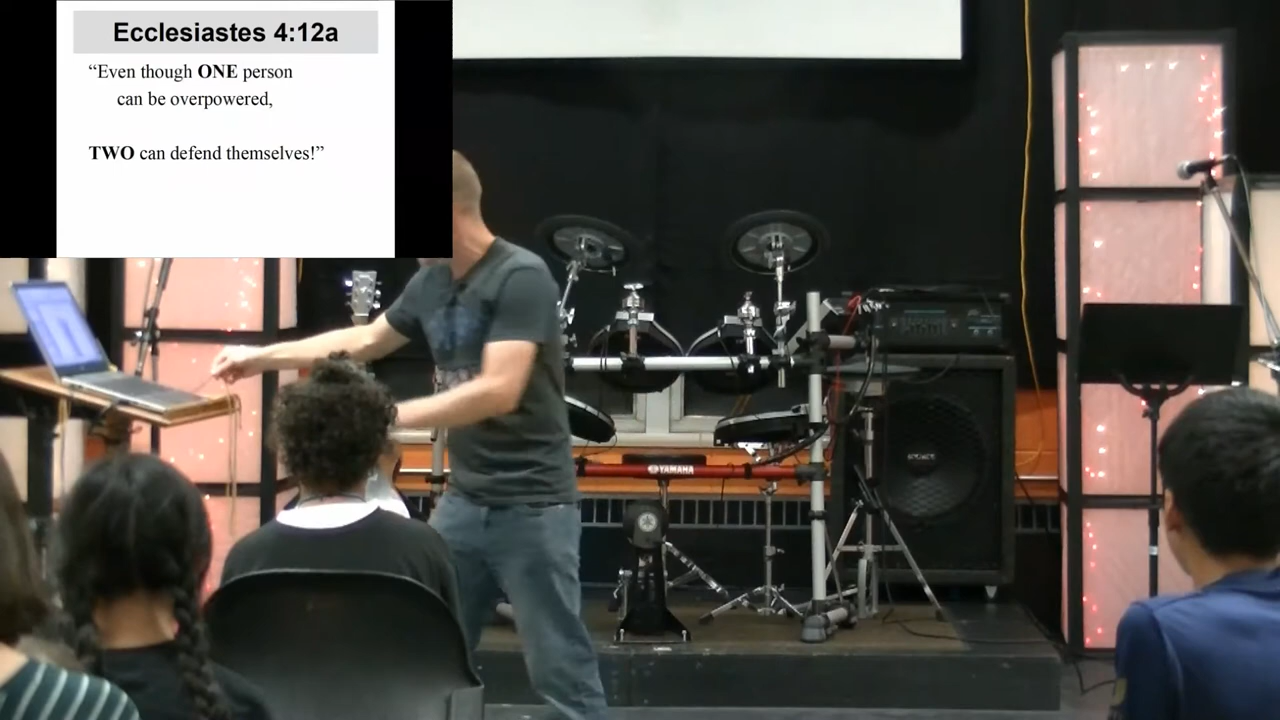 Ecclesiastes 4:12a
“Even though ONE person
can be overpowered,
TWO can defend themselves!”
YAMAHA